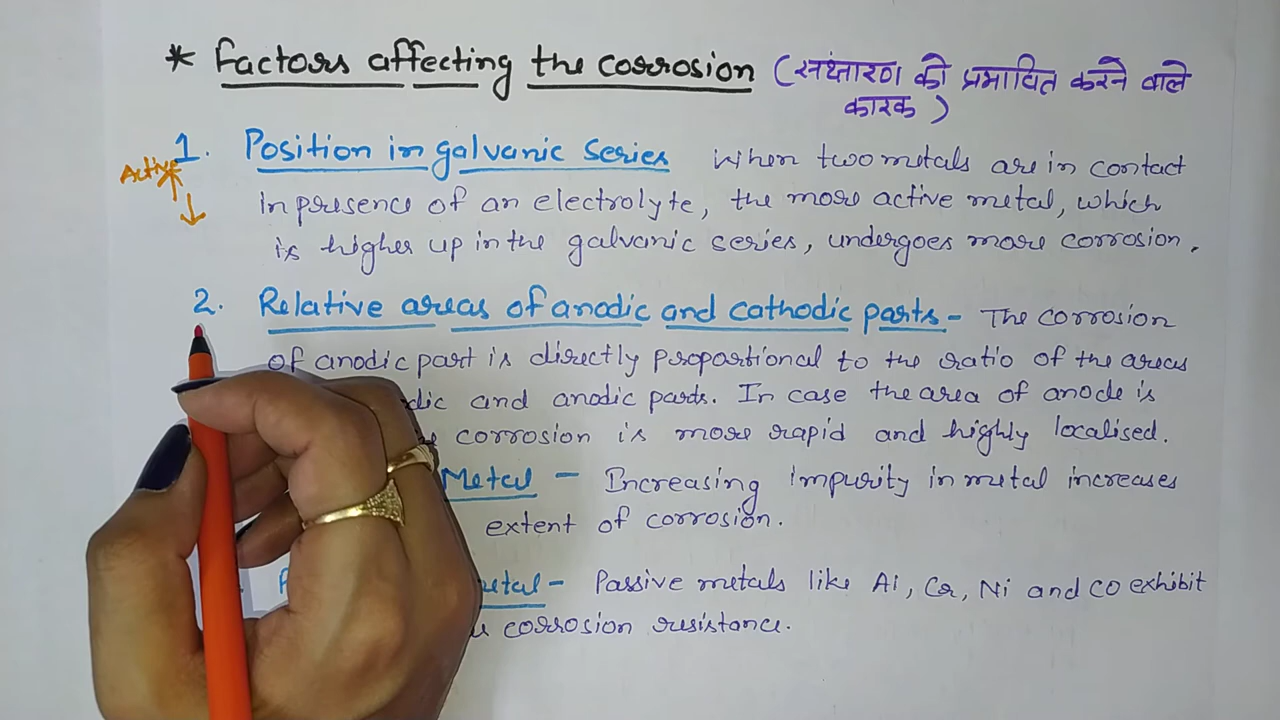 * Factors affecting the corrosion (संक्षारण को प्रभावित करने वाले
कारक)
1. Position in galvanic series When two metals are in contact
Active
in presence of an electrolyte, the more active metal, which
is higher up in the galvanic series, undergoes more corrosion.
2. Relative areas of anodic and cathodic parts - The corrosion
of anodic part is directly proportional to the ratio of the areas
and anodic parts. In case the area of anode is
corrosion is more rapid and highly localised.
Metal - Increasing impurity in metal increases
extent of corrosion.
Passive metals like Al, Cr, Ni and CO exhibit
corrosion resistance.